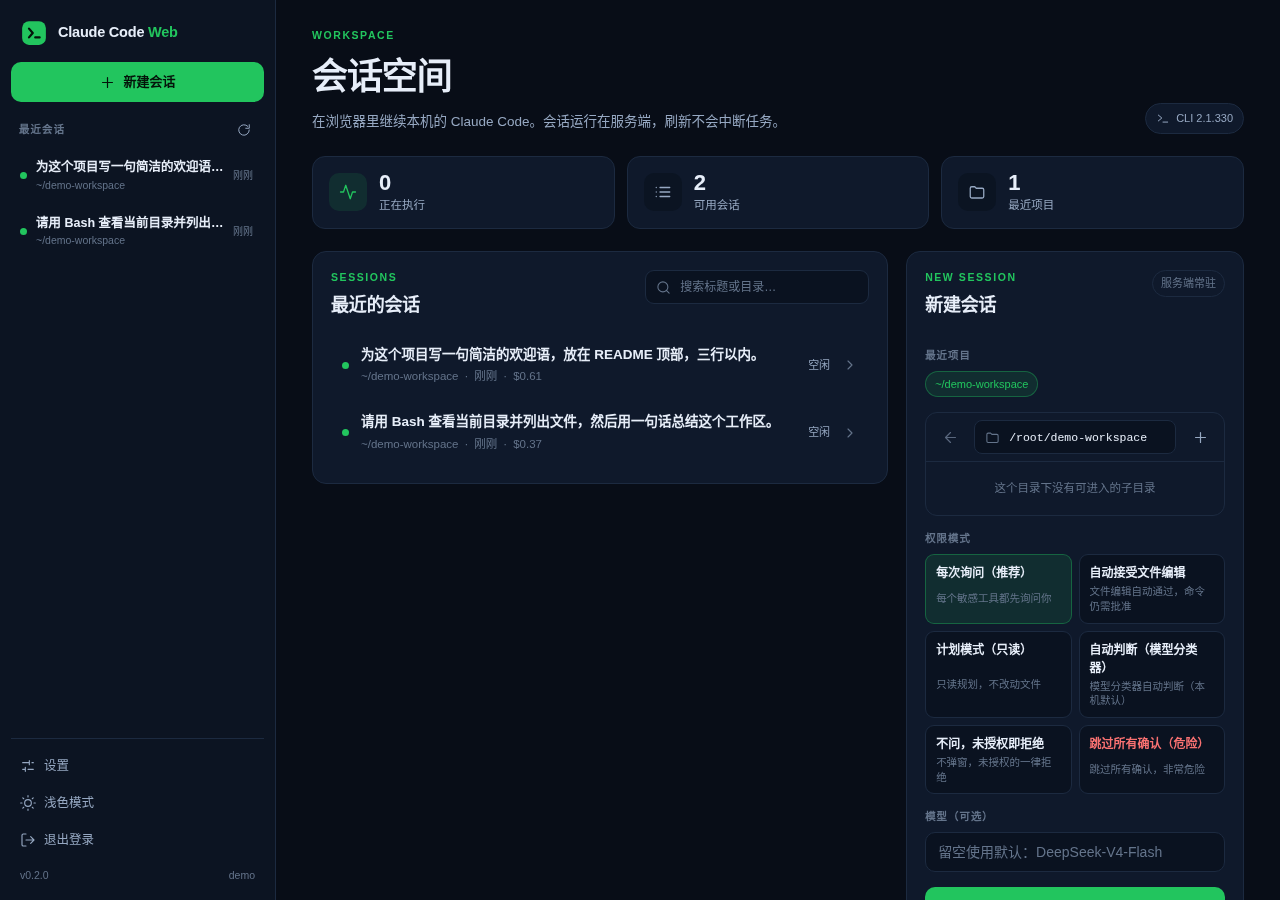 Claude Code Web
新建会话
最近会话
为这个项目写一句简洁的欢迎语…
刚刚
~/demo-workspace
请用 Bash 查看当前目录并列出…
刚刚
~/demo-workspace
设置
浅色模式
退出登录
v0.2.0
demo
WORKSPACE
会话空间
在浏览器里继续本机的 Claude Code。会话运行在服务端，刷新不会中断任务。
CLI 2.1.330
0
正在执行
2
可用会话
1
最近项目
SESSIONS
最近的会话
搜索标题或目录…
为这个项目写一句简洁的欢迎语，放在 README 顶部，三行以内。
~/demo-workspace · 刚刚 · $0.61
空闲
请用 Bash 查看当前目录并列出文件，然后用一句话总结这个工作区。
~/demo-workspace · 刚刚 · $0.37
空闲
NEW SESSION
新建会话
服务端常驻
最近项目
~/demo-workspace
/root/demo-workspace
这个目录下没有可进入的子目录
权限模式
每次询问（推荐）
每个敏感工具都先询问你
自动接受文件编辑
文件编辑自动通过，命令
仍需批准
计划模式（只读）
只读规划，不改动文件
自动判断（模型分类
器）
模型分类器自动判断（本
机默认）
不问，未授权即拒绝
不弹窗，未授权的一律拒
绝
跳过所有确认（危险）
跳过所有确认，非常危险
模型（可选）
留空使用默认：DeepSeek-V4-Flash